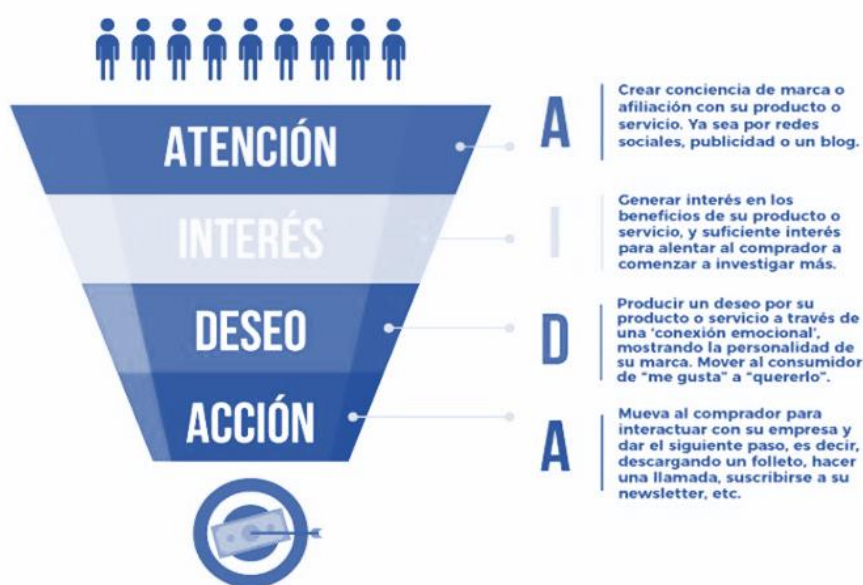 ATENCIÓN
A
Crear conciencia de marca o
afiliación con su producto o
servicio. Ya sea por redes
sociales, publicidad o un blog.
INTERÉS
I
Generar interés en los
beneficios de su producto o
servicio, y suficiente interés
para alentar al comprador a
comenzar a investigar más.
DESEO
D
Producir un deseo por su
producto o servicio a través de
una ‘conexión emocional’,
mostrando la personalidad de
su marca. Mover al consumidor
de “me gusta” a “quererlo”.
ACCIÓN
A
Mueva al comprador para
interactuar con su empresa y
dar el siguiente paso, es decir,
descargando un folleto, hacer
una llamada, suscribirse a su
newsletter, etc.